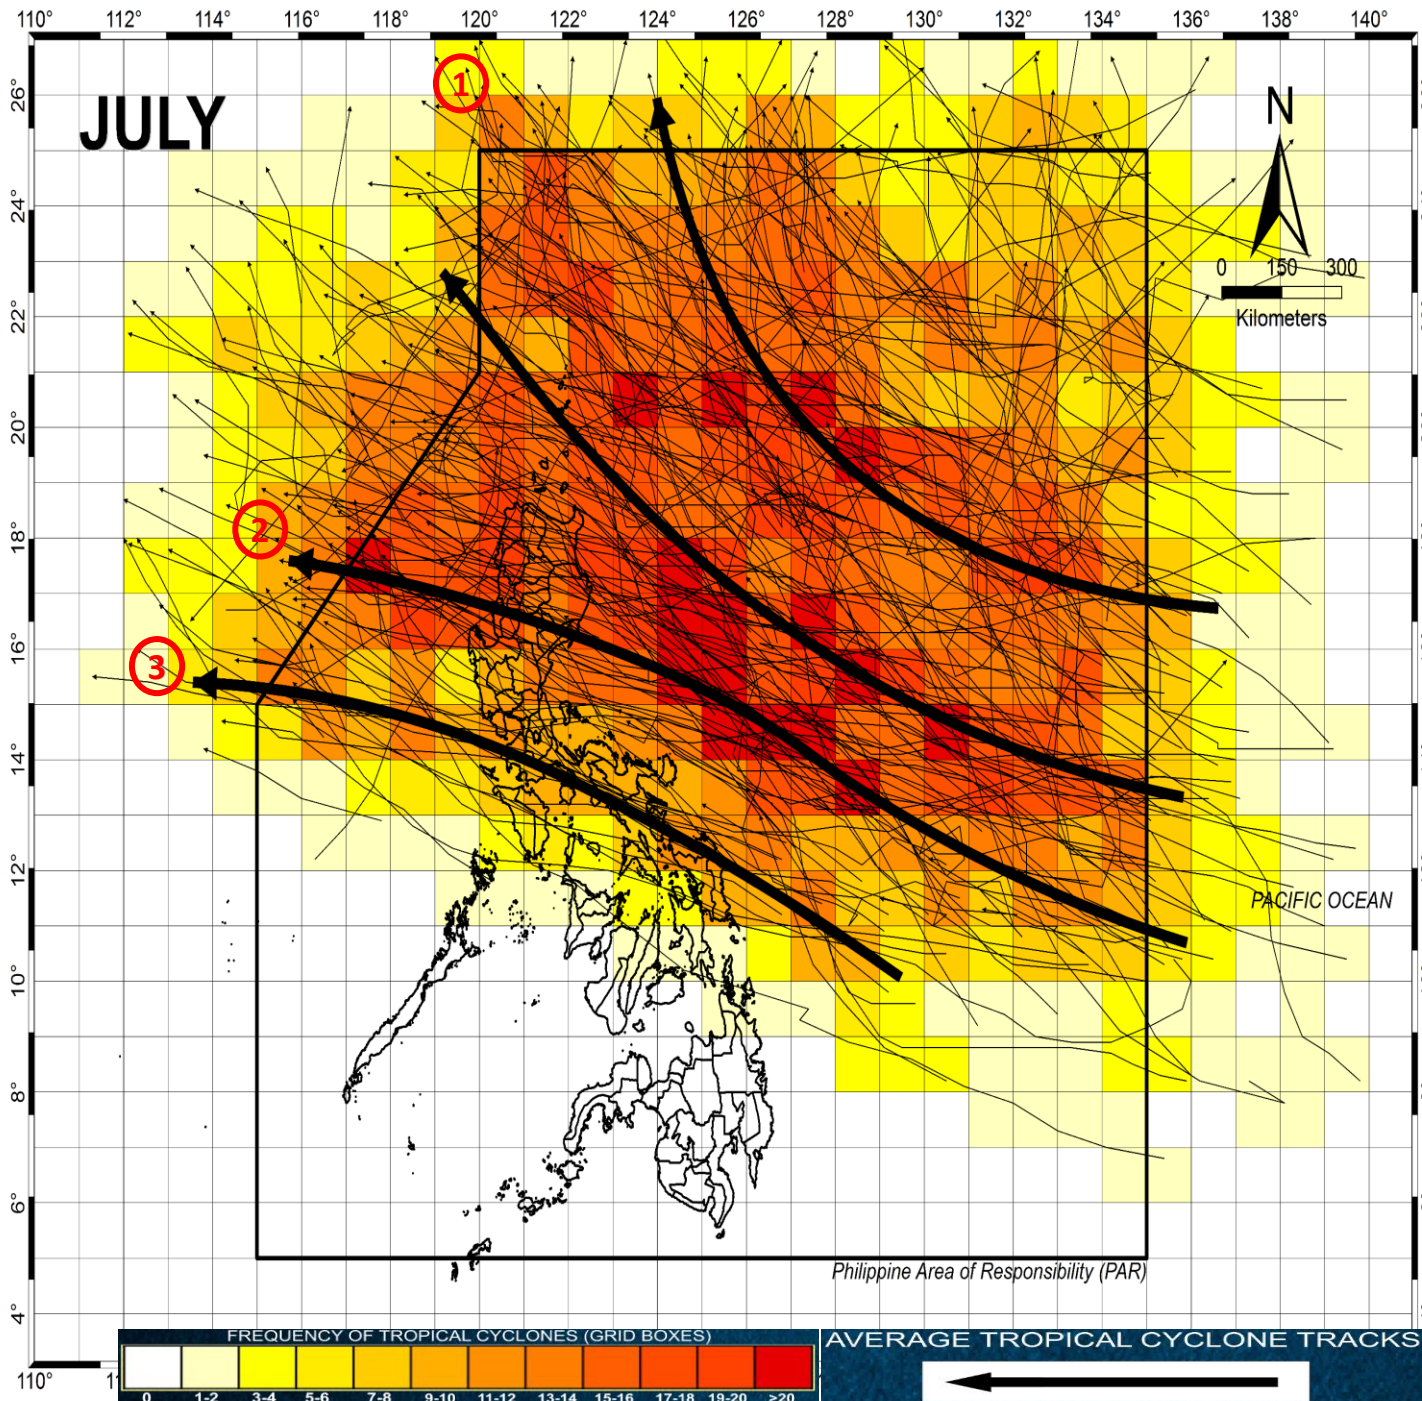 110° 112° 114° 116° 118° 120° 122° 124° 126° 128° 130° 132° 134° 136° 138° 140°
1
26°
JULY
N
24°
0 150 300
22°
Kilometers
20°
18°
2
16°
3
14°
12°
PACIFIC OCEAN
10°
8°
6°
Philippine Area of Responsibility (PAR)
4°
FREQUENCY OF TROPICAL CYCLONES (GRID BOXES)
AVERAGE TROPICAL CYCLONE TRACKS
110° 140°
0 1-2 3-4 5-6 7-8 9-10 11-12 13-14 15-16 17-18 19-20 >20